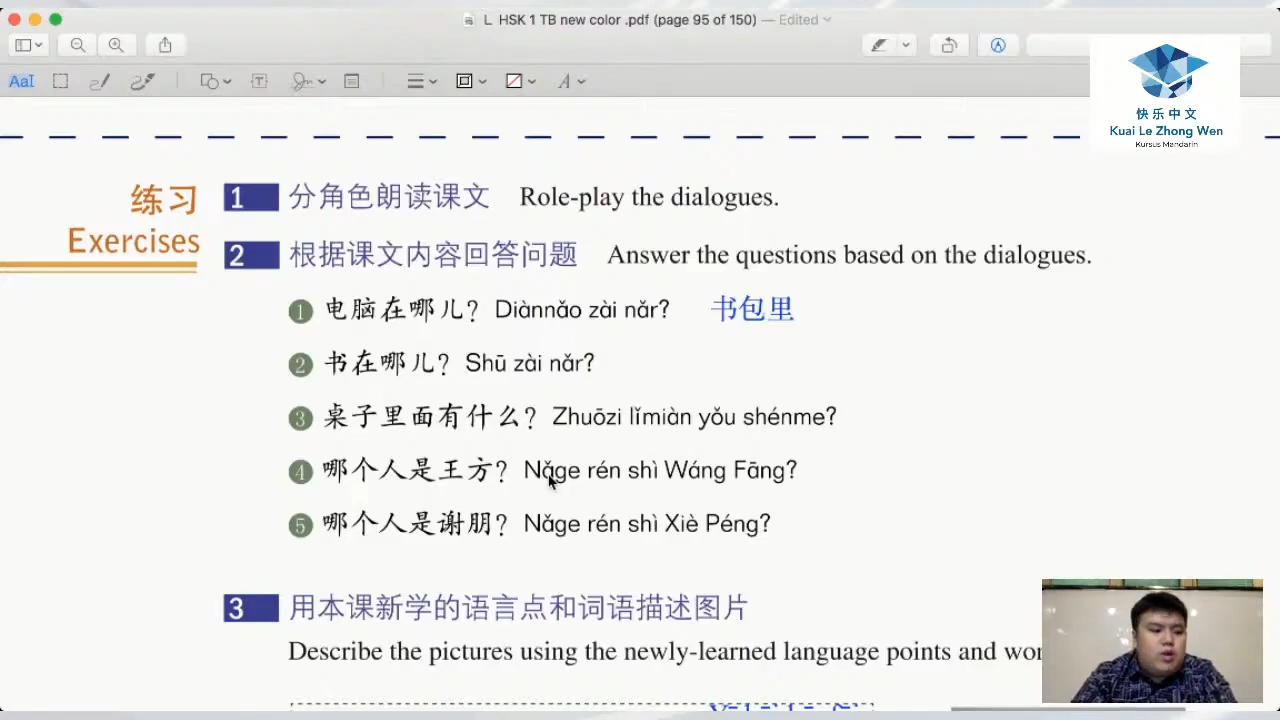 L HSK 1 TB new color .pdf (page 95 of 150) — Edited
AaI
A
快乐中文
Kuai Le Zhong Wen
Kursus Mandarin
练习
Exercises
1 分角色朗读课文 Role-play the dialogues.
2 根据课文内容回答问题 Answer the questions based on the dialogues.
1 电脑在哪儿? Diànnǎo zài nǎr? 书包里
2 书在哪儿? Shū zài nǎr?
3 桌子里面有什么? Zhuōzi lǐmiàn yǒu shénme?
4 哪个人是王方? Nǎge rén shì Wáng Fāng?
5 哪个人是谢朋? Nǎge rén shì Xiè Péng?
3 用本课新学的语言点和词语描述图片
Describe the pictures using the newly-learned language points and